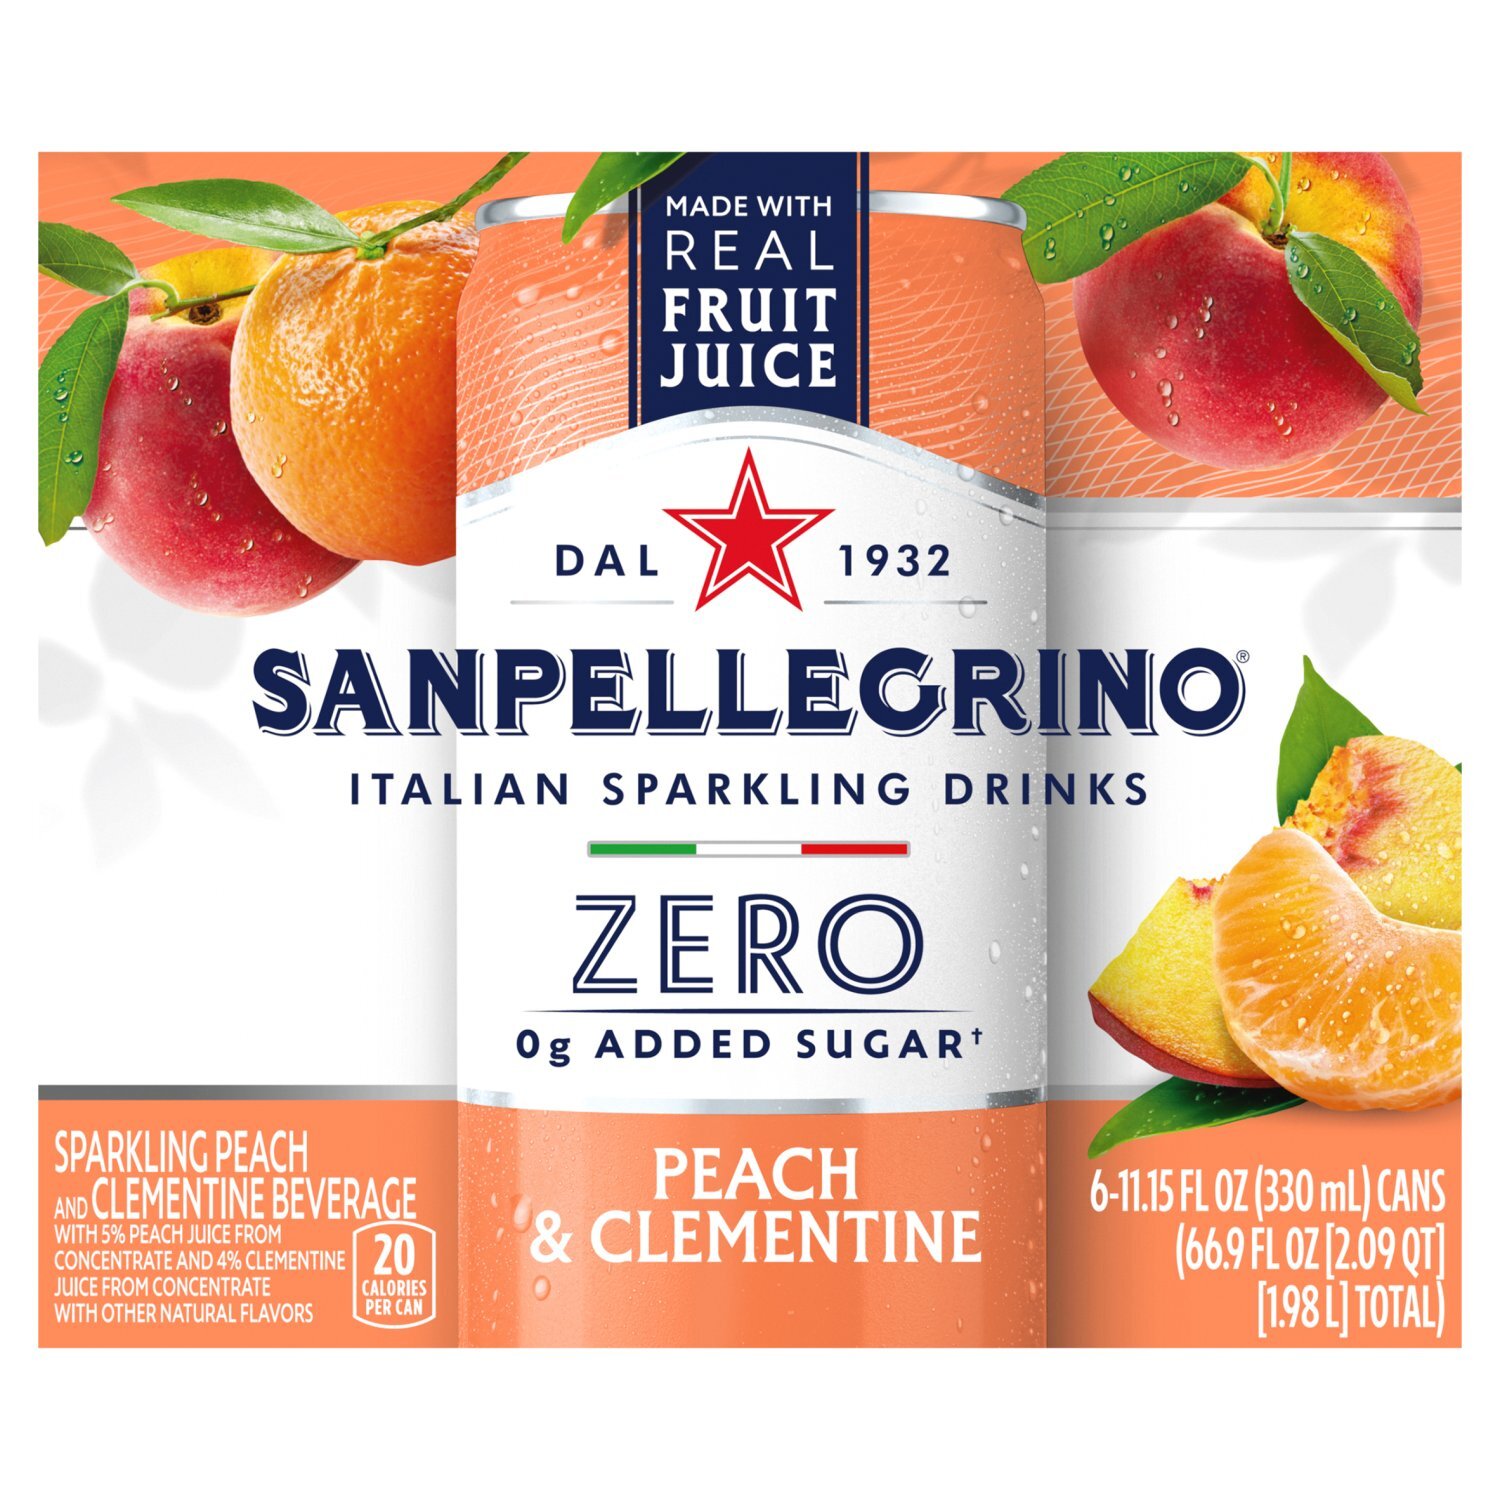 MADE WITH
REAL
FRUIT
JUICE
DAL 1932
SANPELLEGRINO®
ITALIAN SPARKLING DRINKS
ZERO
0g ADDED SUGAR†
PEACH
& CLEMENTINE
SPARKLING PEACH
AND CLEMENTINE BEVERAGE
WITH 5% PEACH JUICE FROM
CONCENTRATE AND 4% CLEMENTINE
JUICE FROM CONCENTRATE
WITH OTHER NATURAL FLAVORS
20
CALORIES
PER CAN
6-11.15 FL OZ (330 mL) CANS
(66.9 FL OZ [2.09 QT]
[1.98 L] TOTAL)